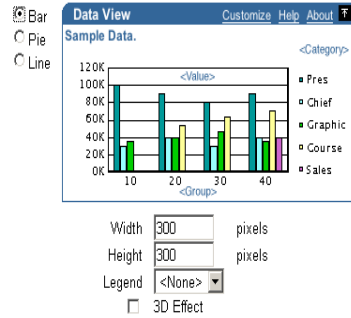 Bar
Pie
Line
Data View Customize Help About
Sample Data.
<Category>
<Value>
120K
100K
80K
60K
40K
20K
0K
10 20 30 40
<Group>
Pres
Chief
Graphic
Course
Sales
Width 300 pixels
Height 300 pixels
Legend <None>
3D Effect